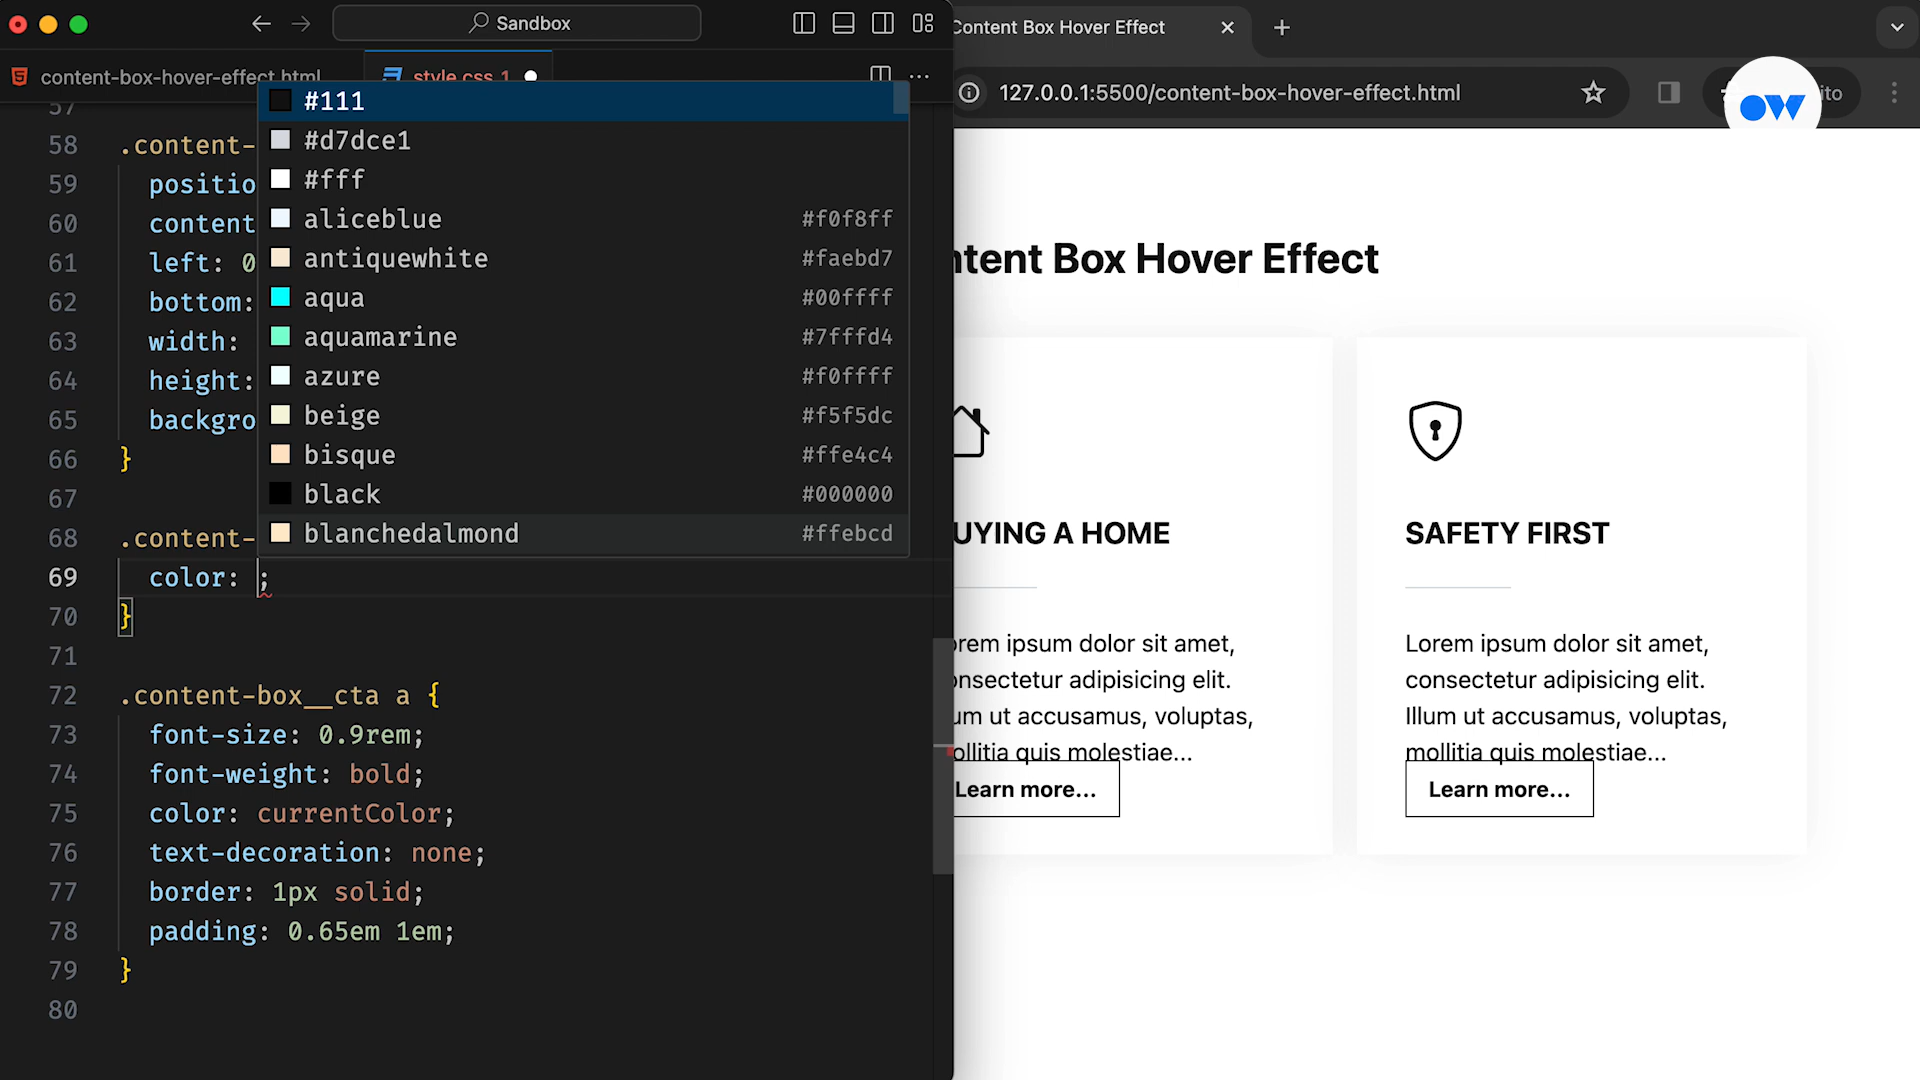 Sandbox
content-box-hover-effect.html
style.css 1
57
58 .content-
59 positio
60 content
61 left: 0
62 bottom:
63 width:
64 height:
65 backgro
66 }
67
68 .content-
69 color: ;
70 }
71
72 .content-box__cta a {
73 font-size: 0.9rem;
74 font-weight: bold;
75 color: currentColor;
76 text-decoration: none;
77 border: 1px solid;
78 padding: 0.65em 1em;
79 }
80
#111
#d7dce1
#fff
aliceblue #f0f8ff
antiquewhite #faebd7
aqua #00ffff
aquamarine #7fffd4
azure #f0ffff
beige #f5f5dc
bisque #ffe4c4
black #000000
blanchedalmond #ffebcd
Content Box Hover Effect
127.0.0.1:5500/content-box-hover-effect.html
ito
OW
ntent Box Hover Effect
UYING A HOME
orem ipsum dolor sit amet,
onsectetur adipisicing elit.
um ut accusamus, voluptas,
ollitia quis molestiae...
Learn more...
SAFETY FIRST
Lorem ipsum dolor sit amet,
consectetur adipisicing elit.
Illum ut accusamus, voluptas,
mollitia quis molestiae...
Learn more...